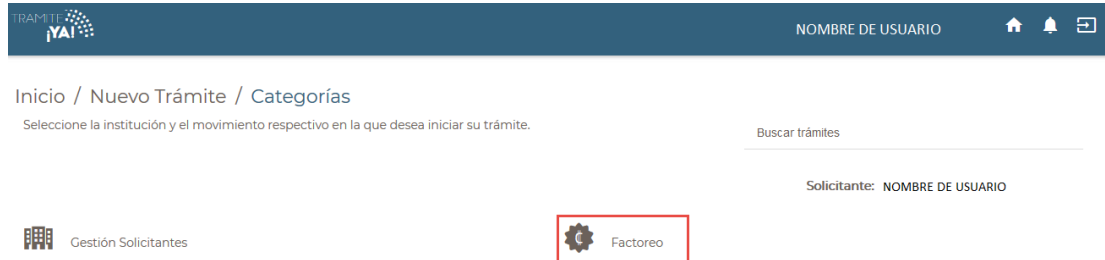 TRAMITE
¡YA!
NOMBRE DE USUARIO
Inicio / Nuevo Trámite / Categorías
Seleccione la institución y el movimiento respectivo en la que desea iniciar su trámite.
Buscar trámites
Solicitante: NOMBRE DE USUARIO
Gestión Solicitantes
₡ Factoreo